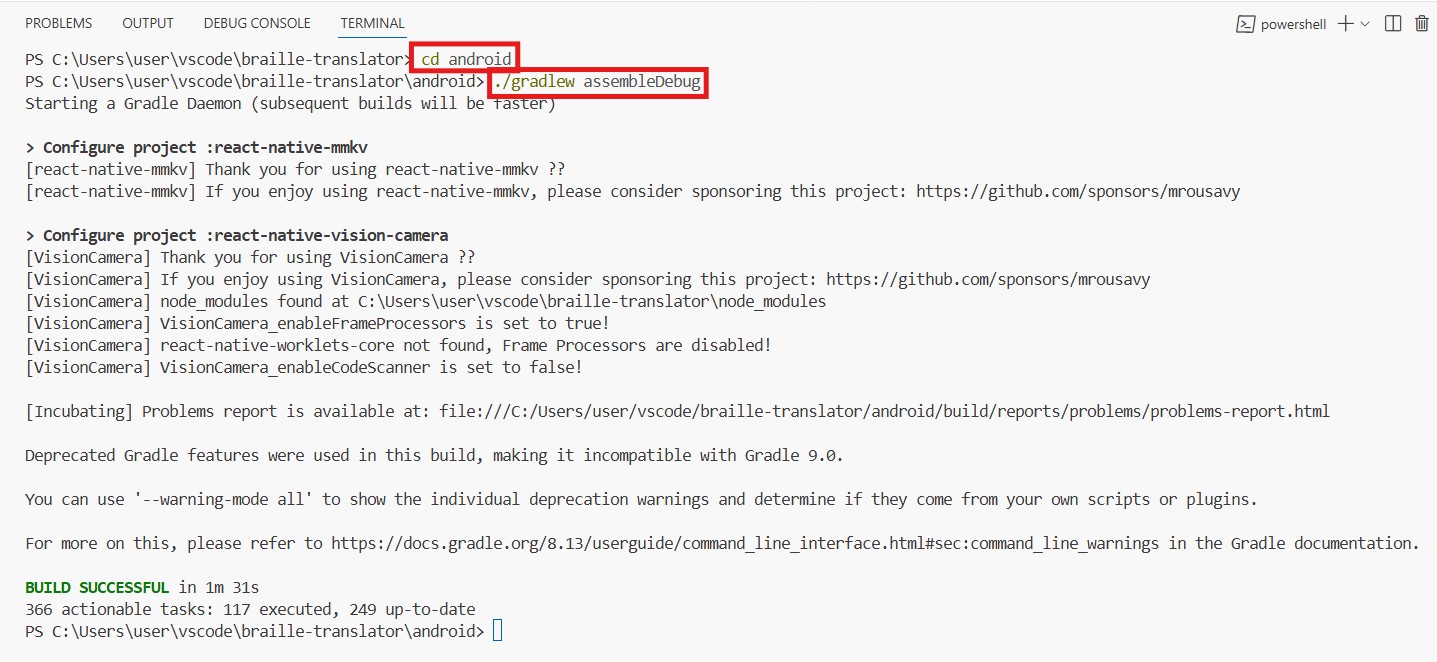 PROBLEMS OUTPUT DEBUG CONSOLE TERMINAL powershell
PS C:\Users\user\vscode\braille-translator> cd android
PS C:\Users\user\vscode\braille-translator\android> ./gradlew assembleDebug
Starting a Gradle Daemon (subsequent builds will be faster)
> Configure project :react-native-mmkv
[react-native-mmkv] Thank you for using react-native-mmkv ??
[react-native-mmkv] If you enjoy using react-native-mmkv, please consider sponsoring this project: https://github.com/sponsors/mrousavy
> Configure project :react-native-vision-camera
[VisionCamera] Thank you for using VisionCamera ??
[VisionCamera] If you enjoy using VisionCamera, please consider sponsoring this project: https://github.com/sponsors/mrousavy
[VisionCamera] node_modules found at C:\Users\user\vscode\braille-translator\node_modules
[VisionCamera] VisionCamera_enableFrameProcessors is set to true!
[VisionCamera] react-native-worklets-core not found, Frame Processors are disabled!
[VisionCamera] VisionCamera_enableCodeScanner is set to false!
[Incubating] Problems report is available at: file:///C:/Users/user/vscode/braille-translator/android/build/reports/problems/problems-report.html
Deprecated Gradle features were used in this build, making it incompatible with Gradle 9.0.
You can use '--warning-mode all' to show the individual deprecation warnings and determine if they come from your own scripts or plugins.
For more on this, please refer to https://docs.gradle.org/8.13/userguide/command_line_interface.html#sec:command_line_warnings in the Gradle documentation.
BUILD SUCCESSFUL in 1m 31s
366 actionable tasks: 117 executed, 249 up-to-date
PS C:\Users\user\vscode\braille-translator\android>